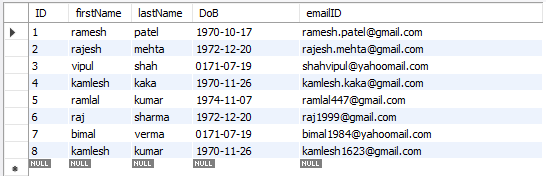 ID firstName lastName DoB emailID
1 ramesh patel 1970-10-17 ramesh.patel@gmail.com
2 rajesh mehta 1972-12-20 rajesh.mehta@gmail.com
3 vipul shah 0171-07-19 shahvipul@yahoomail.com
4 kamlesh kaka 1970-11-26 kamlesh.kaka@gmail.com
5 ramlal kumar 1974-11-07 ramlal447@gmail.com
6 raj sharma 1972-12-20 raj1999@gmail.com
7 bimal verma 0171-07-19 bimal1984@yahoomail.com
8 kamlesh kumar 1970-11-26 kamlesh1623@gmail.com
NULL NULL NULL NULL NULL